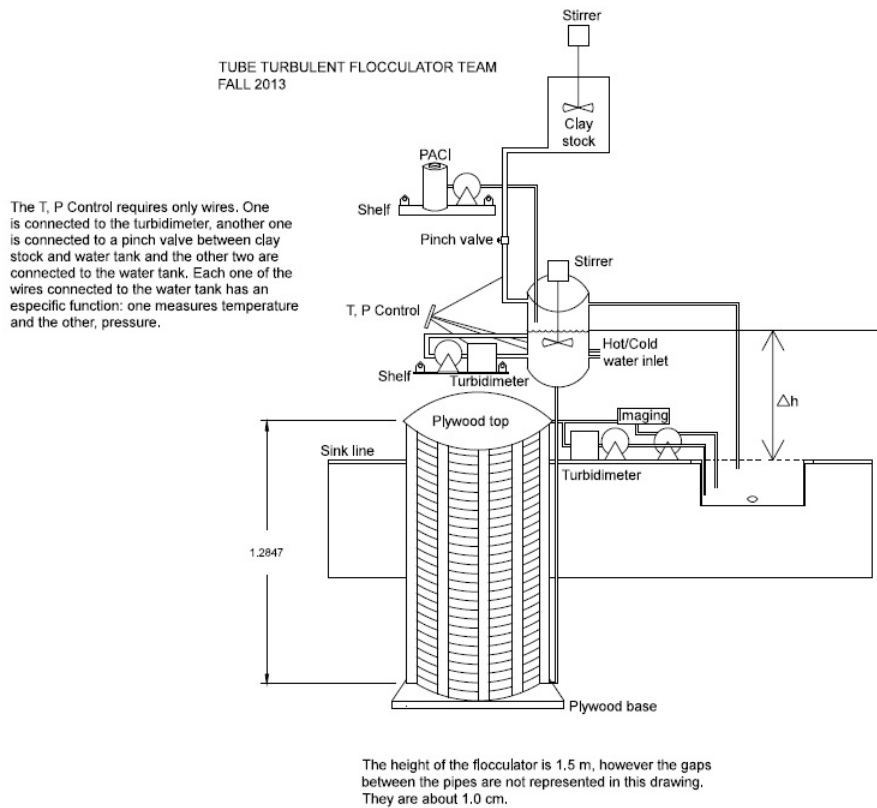 Stirrer
TUBE TURBULENT FLOCCULATOR TEAM
FALL 2013
Clay
stock
PACl
Shelf
The T, P Control requires only wires. One
is connected to the turbidimeter, another one
is connected to a pinch valve between clay
stock and water tank and the other two are
connected to the water tank. Each one of the
wires connected to the water tank has an
especific function: one measures temperature
and the other, pressure.
Pinch valve
Stirrer
T, P Control
Hot/Cold
water inlet
Shelf
Turbidimeter
Δh
Imaging
Plywood top
Sink line
Turbidimeter
1.2847
Plywood base
The height of the flocculator is 1.5 m, however the gaps
between the pipes are not represented in this drawing.
They are about 1.0 cm.